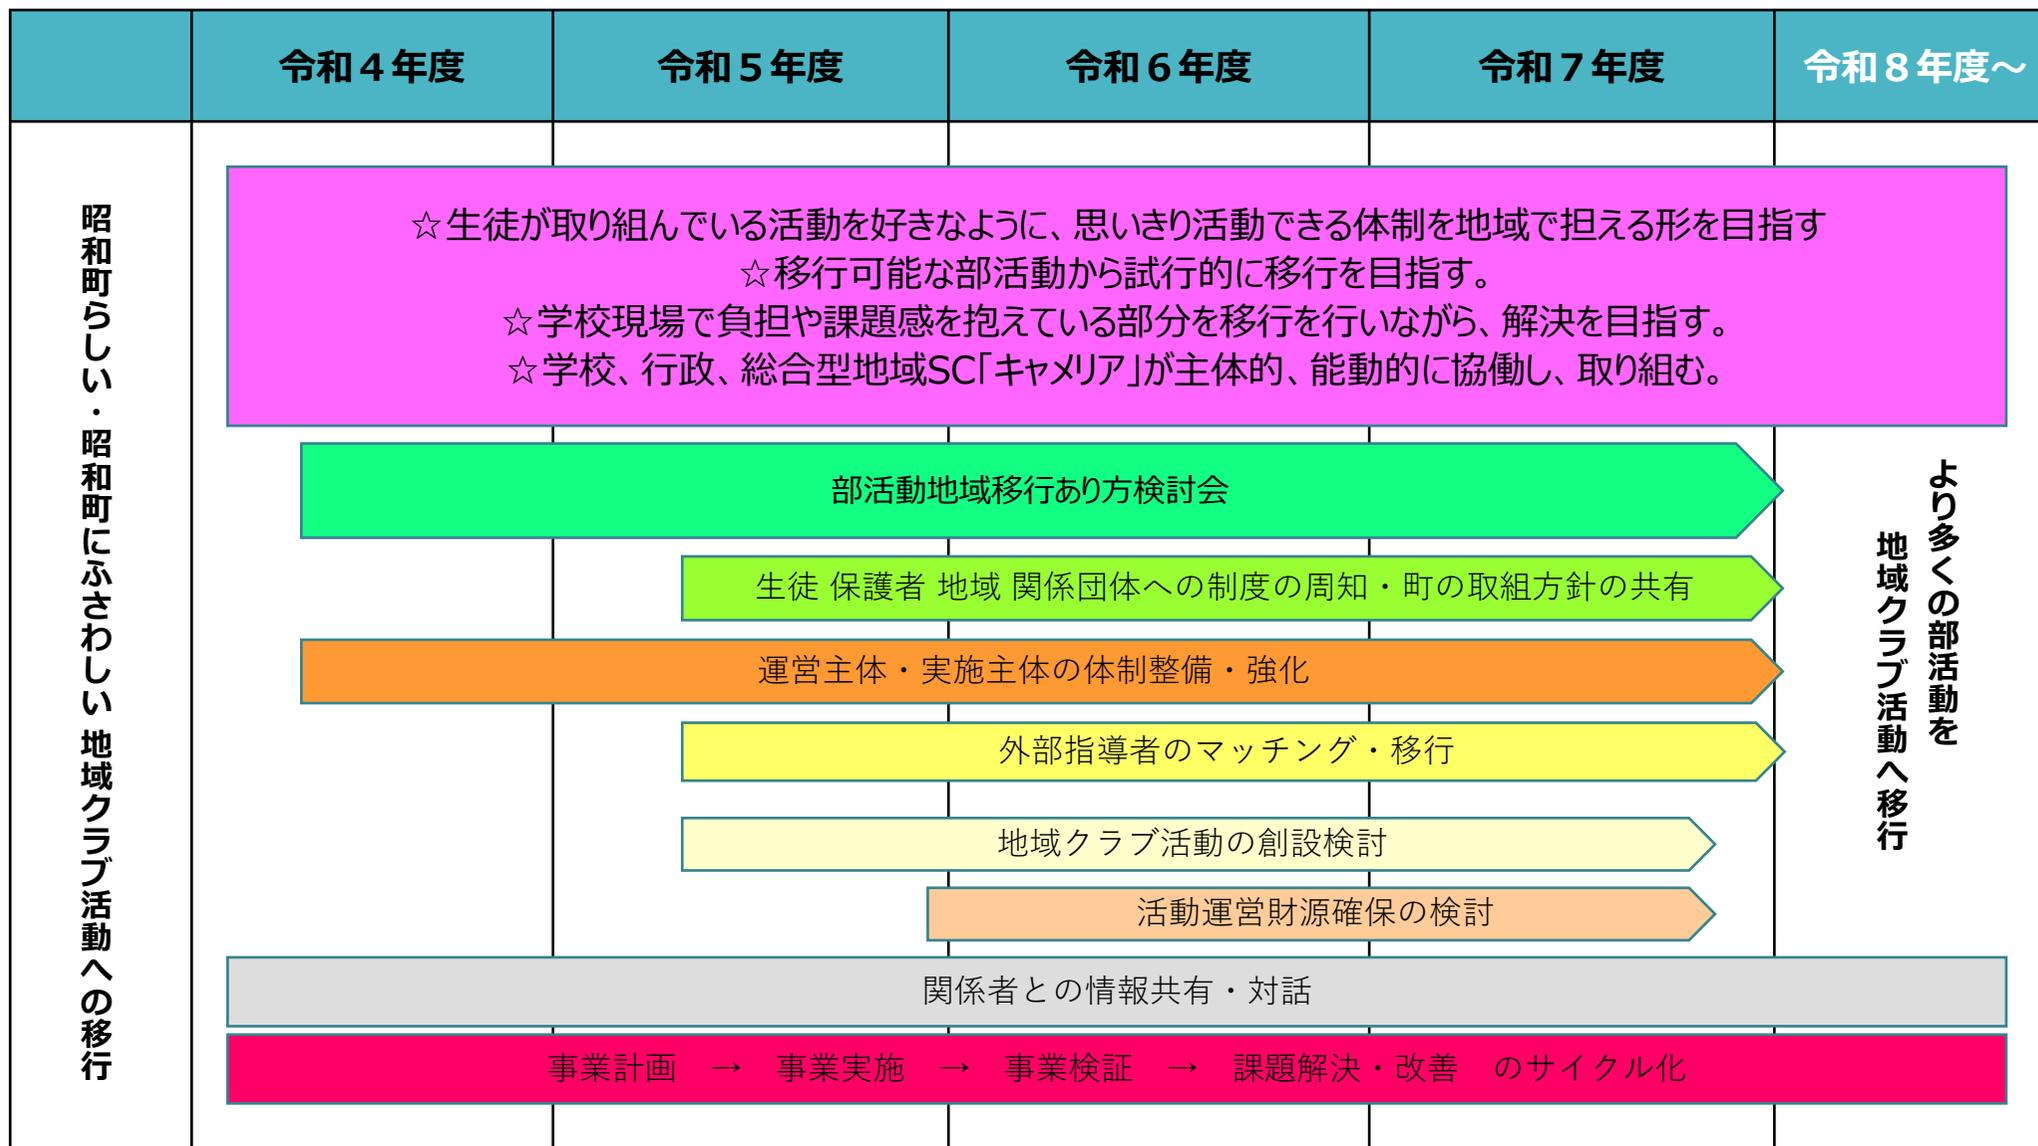 令和４年度
令和５年度
令和６年度
令和７年度
令和８年度～
昭和町らしい・昭和町にふさわしい 地域クラブ活動への移行
☆生徒が取り組んでいる活動を好きなように、思いきり活動できる体制を地域で担える形を目指す
☆移行可能な部活動から試行的に移行を目指す。
☆学校現場で負担や課題感を抱えている部分を移行を行いながら、解決を目指す。
☆学校、行政、総合型地域SC「キャメリア」が主体的、能動的に協働し、取り組む。
部活動地域移行あり方検討会
生徒 保護者 地域 関係団体への制度の周知・町の取組方針の共有
運営主体・実施主体の体制整備・強化
外部指導者のマッチング・移行
地域クラブ活動の創設検討
活動運営財源確保の検討
より多くの部活動を
地域クラブ活動へ移行
関係者との情報共有・対話
事業計画　→　事業実施　→　事業検証　→　課題解決・改善　のサイクル化